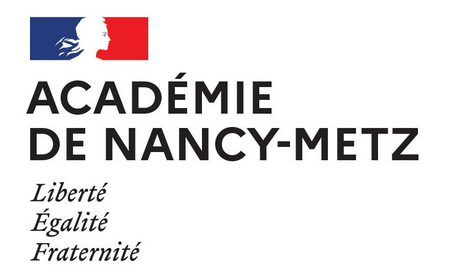 ACADÉMIE
DE NANCY-METZ
Liberté
Égalité
Fraternité